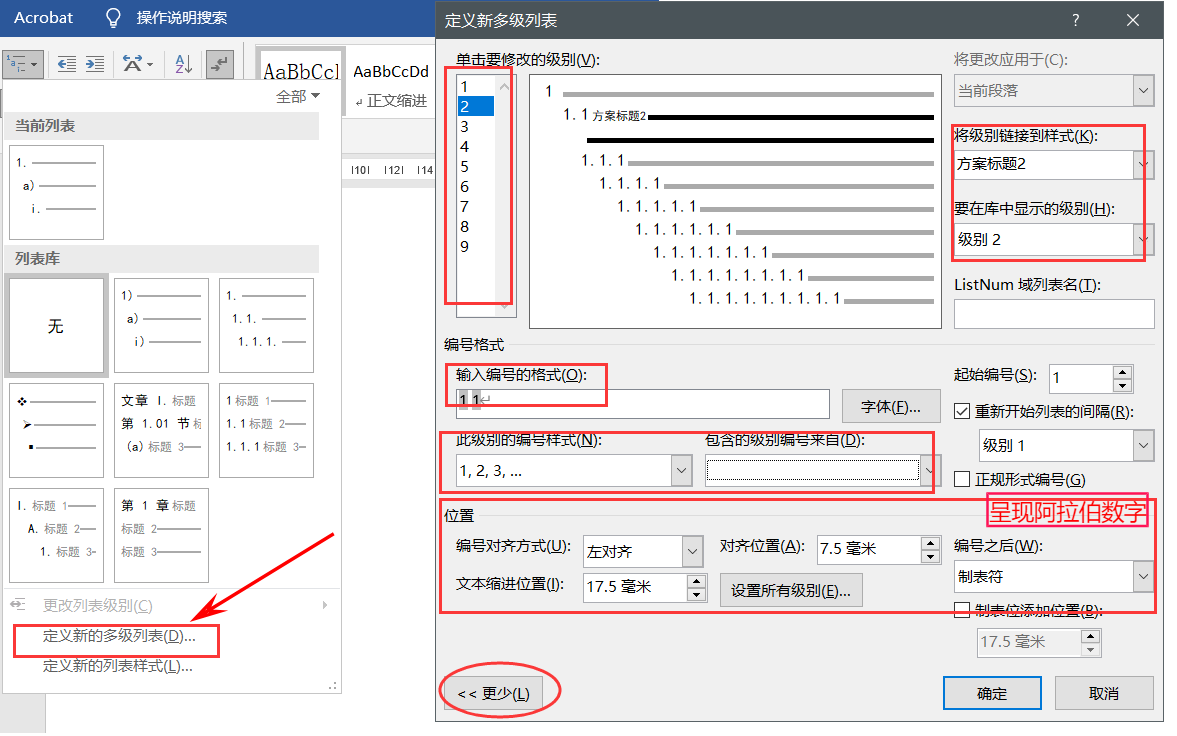 Acrobat 操作说明搜索
AaBbCcI AaBbCcDd
全部
正文缩进
当前列表
1.
a)
i.
|10| |12| |14
列表库
无
1)
a)
i)
1.
1.1.
1.1.1.
文章 I. 标题
第 1.01 节 标
(a) 标题 3
1 标题 1
1.1 标题 2
1.1.1 标题 3
I. 标题 1
A. 标题 2
1. 标题 3
第 1 章 标题
标题 2
标题 3
更改列表级别(C)
定义新的多级列表(D)...
定义新的列表样式(L)...
定义新多级列表 ?
单击要修改的级别(V):
1
2
3
4
5
6
7
8
9
1
1.1 方案标题2
1.1.1
1.1.1.1
1.1.1.1.1
1.1.1.1.1.1
1.1.1.1.1.1.1
1.1.1.1.1.1.1.1
1.1.1.1.1.1.1.1.1
将更改应用于(C):
当前段落
将级别链接到样式(K):
方案标题2
要在库中显示的级别(H):
级别 2
ListNum 域列表名(T):
编号格式
输入编号的格式(O):
1.1
字体(F)...
起始编号(S): 1
重新开始列表的间隔(R):
级别 1
此级别的编号样式(N): 包含的级别编号来自(D):
1, 2, 3, ...
正规形式编号(G)
呈现阿拉伯数字
位置
编号对齐方式(U): 左对齐 对齐位置(A): 7.5 毫米
编号之后(W):
制表符
文本缩进位置(I): 17.5 毫米 设置所有级别(E)...
制表位添加位置(B):
17.5 毫米
<< 更少(L) 确定 取消